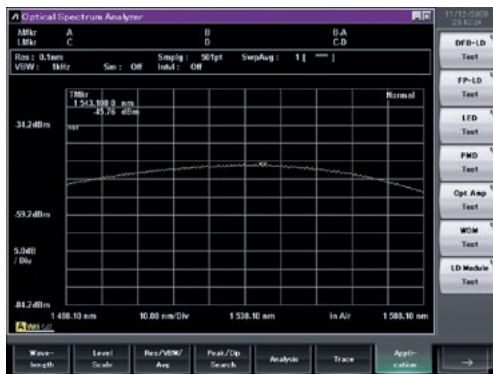 Optical Spectrum Analyzer
11/12/2009
λMkr A B B-A
LMkr C D C-D
Res: 0.1nm Smplg: 501pt SwpAvg: 1[ ]
VBW: 1kHz Sm: Off Intvl: Off
TMkr
1 543.100 0 nm
-45.76 dBm
Normal
-34.2dBm
REF
-59.2dBm
5.0dB
/ Div
-84.2dBm
1 488.10 nm 10.00 nm/Div 1 538.10 nm in Air 1 588.10 nm
DFB-LD
Test
FP-LD
Test
LED
Test
PMD
Test
Opt Amp
Test
WDM
Test
LD Module
Test
Wave-
length
Level
Scale
Res/VBW/
Avg
Peak/Dip
Search
Analysis
Trace
Appli-
cation